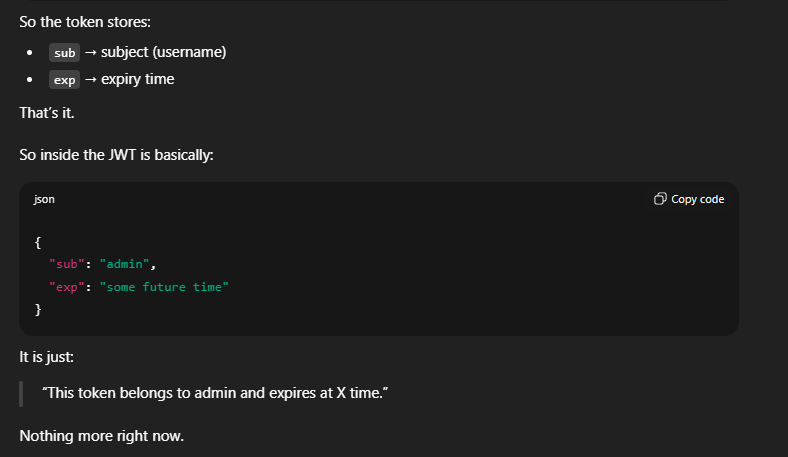 So the token stores:
• sub → subject (username)
• exp → expiry time
That’s it.
So inside the JWT is basically:
json Copy code
{
"sub": "admin",
"exp": "some future time"
}
It is just:
“This token belongs to admin and expires at X time.”
Nothing more right now.